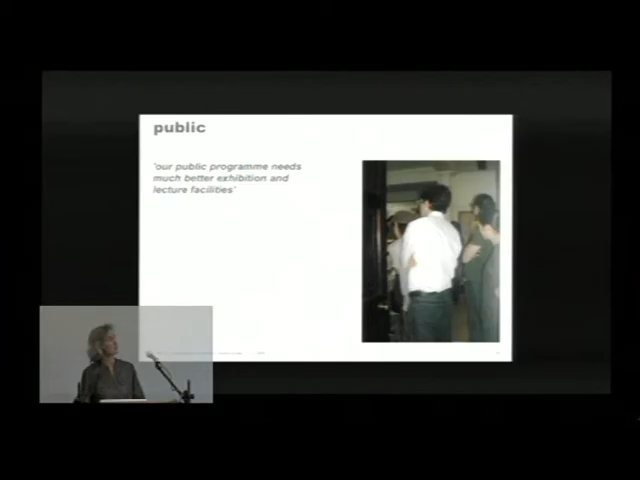 public
'our public programme needs
much better exhibition and
lecture facilities'